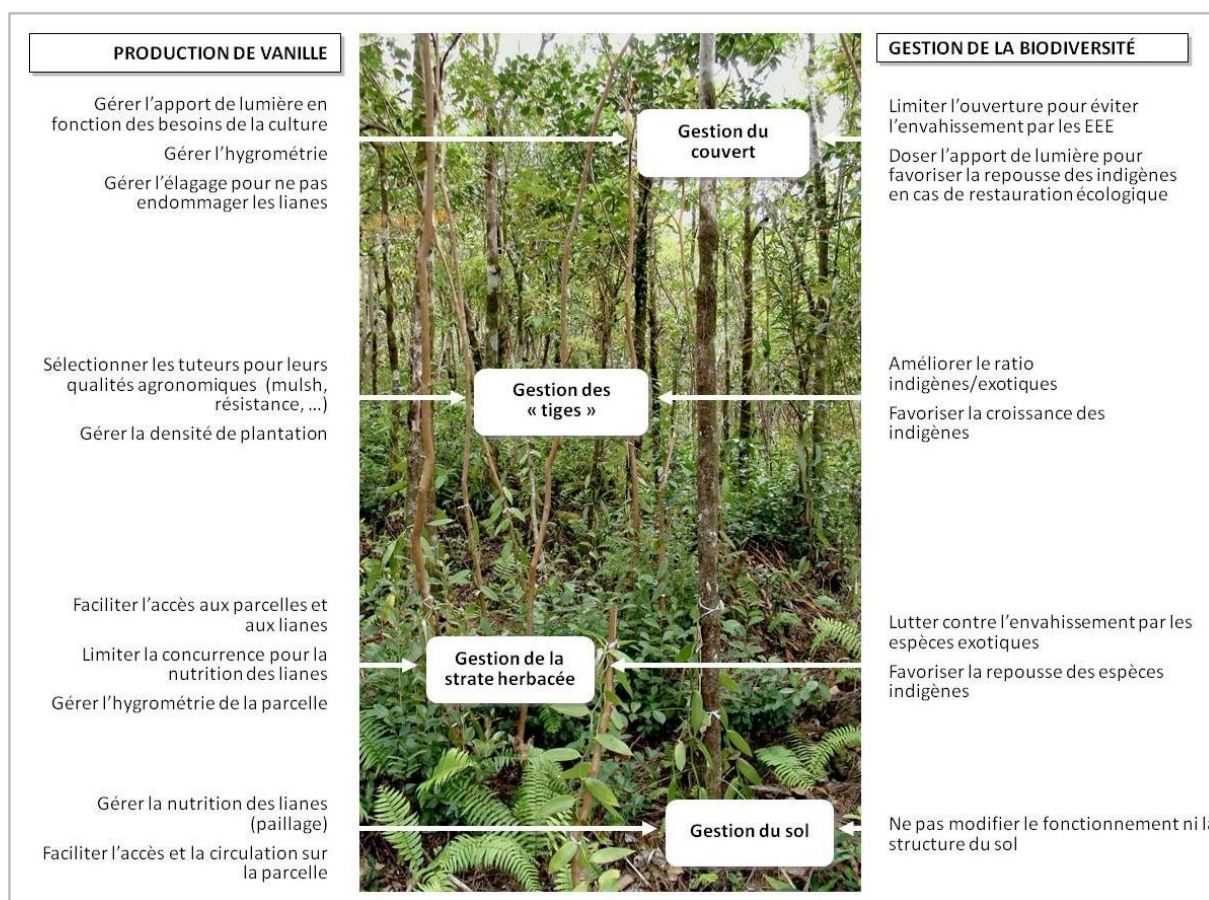 PRODUCTION DE VANILLE
Gérer l’apport de lumière en
fonction des besoins de la culture
Gérer l’hygrométrie
Gérer l’élagage pour ne pas
endommager les lianes
Gestion du
couvert
GESTION DE LA BIODIVERSITÉ
Limiter l’ouverture pour éviter
l’envahissement par les EEE
Doser l’apport de lumière pour
favoriser la repousse des indigènes
en cas de restauration écologique
Sélectionner les tuteurs pour leurs
qualités agronomiques (mulsh,
résistance, ...)
Gérer la densité de plantation
Gestion des
« tiges »
Améliorer le ratio
indigènes/exotiques
Favoriser la croissance des
indigènes
Faciliter l’accès aux parcelles et
aux lianes
Limiter la concurrence pour la
nutrition des lianes
Gérer l’hygrométrie de la parcelle
Gestion de la
strate herbacée
Lutter contre l’envahissement par les
espèces exotiques
Favoriser la repousse des espèces
indigènes
Gérer la nutrition des lianes
(paillage)
Faciliter l’accès et la circulation sur
la parcelle
Gestion du sol
Ne pas modifier le fonctionnement ni
structure du sol